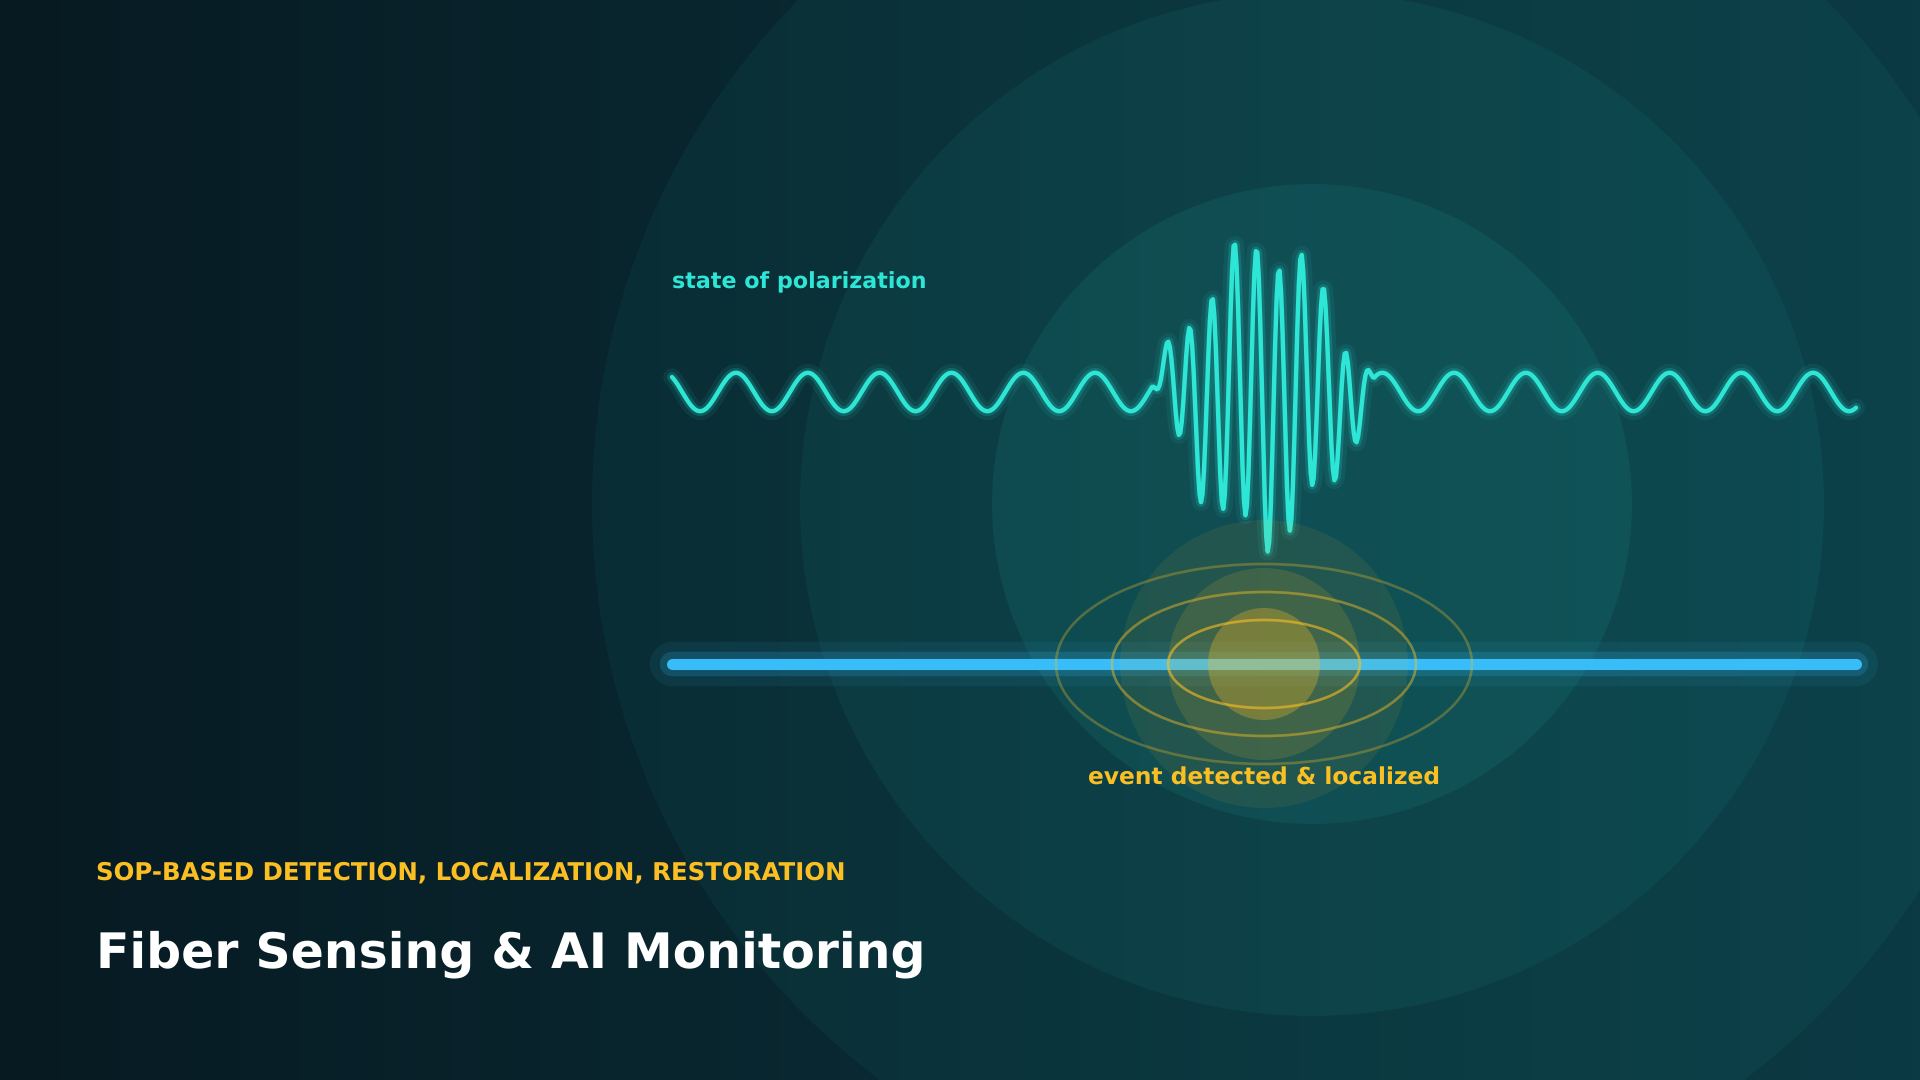 state of polarization
event detected & localized
SOP-BASED DETECTION, LOCALIZATION, RESTORATION
Fiber Sensing & AI Monitoring